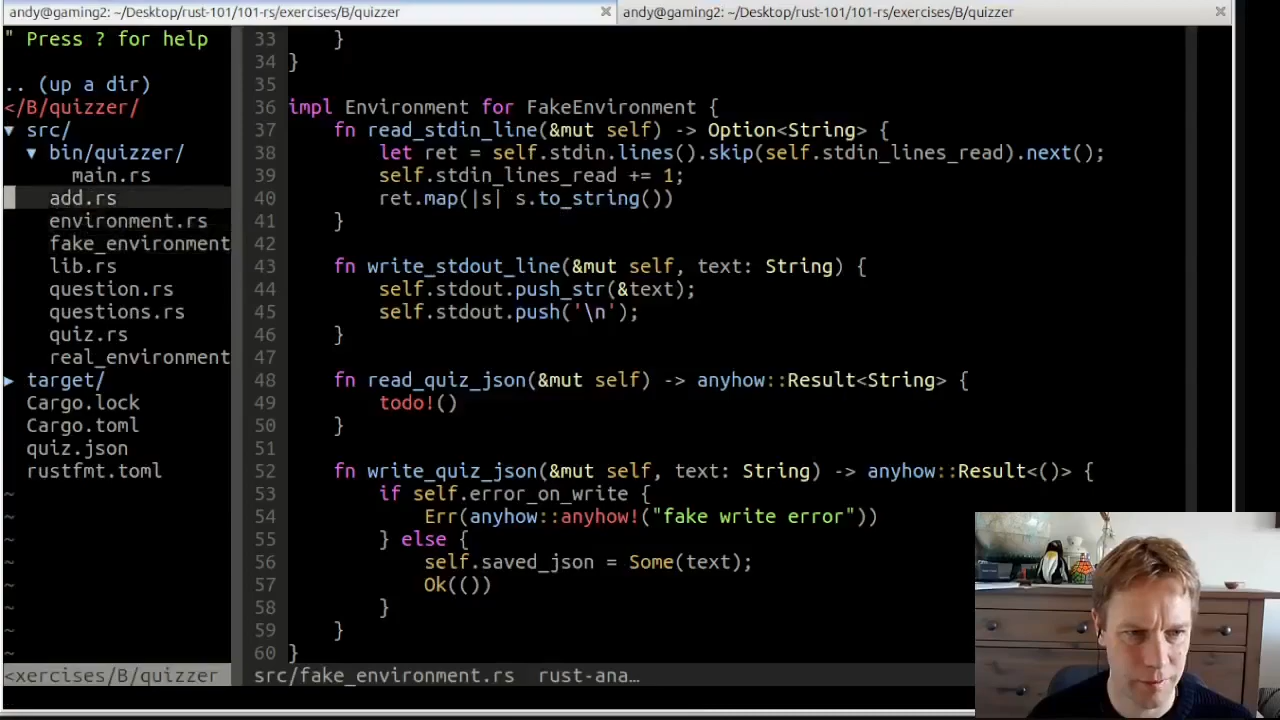 andy@gaming2: ~/Desktop/rust-101/101-rs/exercises/B/quizzer
andy@gaming2: ~/Desktop/rust-101/101-rs/exercises/B/quizzer
" Press ? for help
.. (up a dir)
</B/quizzer/
▼ src/
▼ bin/quizzer/
main.rs
add.rs
environment.rs
fake_environment
lib.rs
question.rs
questions.rs
quiz.rs
real_environment
▶ target/
Cargo.lock
Cargo.toml
quiz.json
rustfmt.toml
~
~
~
~
~
~
~
~
<xercises/B/quizzer
33     }
34 }
35
36 impl Environment for FakeEnvironment {
37     fn read_stdin_line(&mut self) -> Option<String> {
38         let ret = self.stdin.lines().skip(self.stdin_lines_read).next();
39         self.stdin_lines_read += 1;
40         ret.map(|s| s.to_string())
41     }
42
43     fn write_stdout_line(&mut self, text: String) {
44         self.stdout.push_str(&text);
45         self.stdout.push('\n');
46     }
47
48     fn read_quiz_json(&mut self) -> anyhow::Result<String> {
49         todo!()
50     }
51
52     fn write_quiz_json(&mut self, text: String) -> anyhow::Result<()> {
53         if self.error_on_write {
54             Err(anyhow::anyhow!("fake write error"))
55         } else {
56             self.saved_json = Some(text);
57             Ok(())
58         }
59     }
60 }
src/fake_environment.rs  rust-ana…